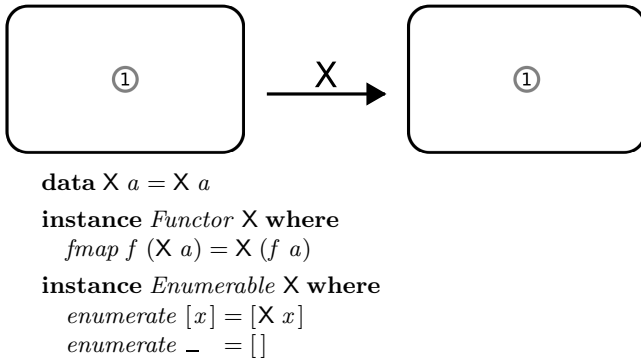 X
1 1
data X a = X a
instance Functor X where
fmap f (X a) = X (f a)
instance Enumerable X where
enumerate [x] = [X x]
enumerate _ = []